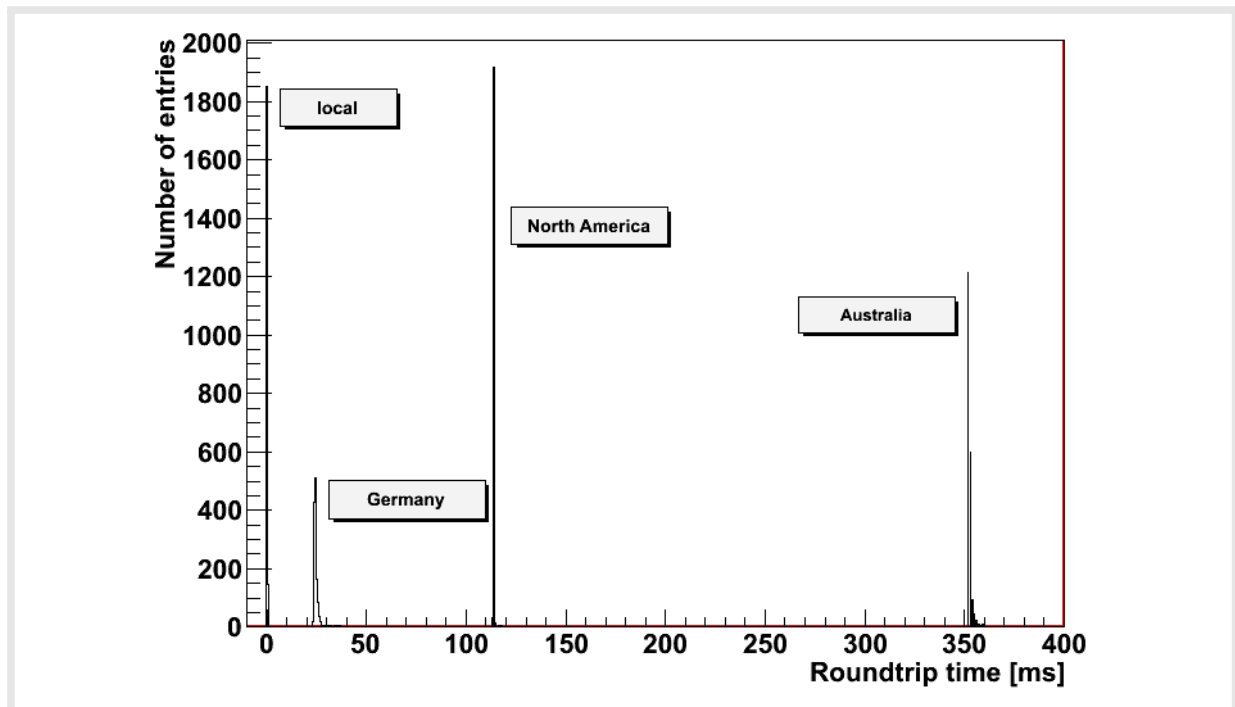 Number of entries
2000
1800
1600
1400
1200
1000
800
600
400
200
0
local
North America
Australia
Germany
0 50 100 150 200 250 300 350 400
Roundtrip time [ms]